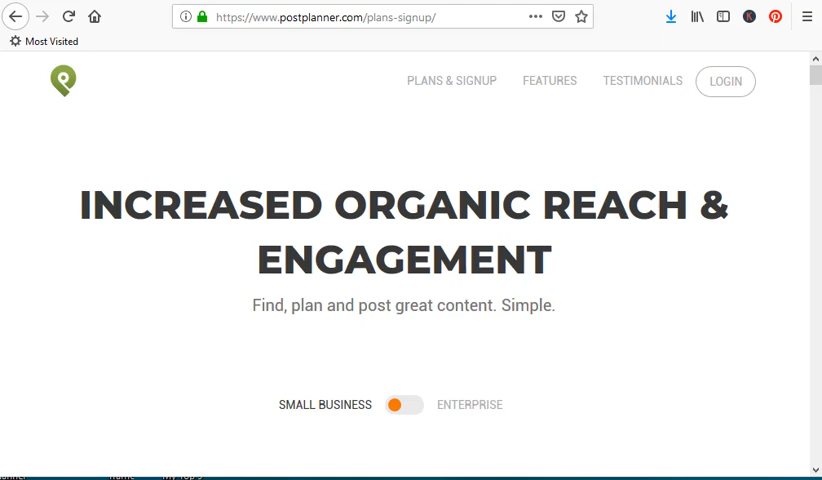 https://www.postplanner.com/plans-signup/
Most Visited
PLANS & SIGNUP FEATURES TESTIMONIALS LOGIN
INCREASED ORGANIC REACH &
ENGAGEMENT
Find, plan and post great content. Simple.
SMALL BUSINESS ENTERPRISE